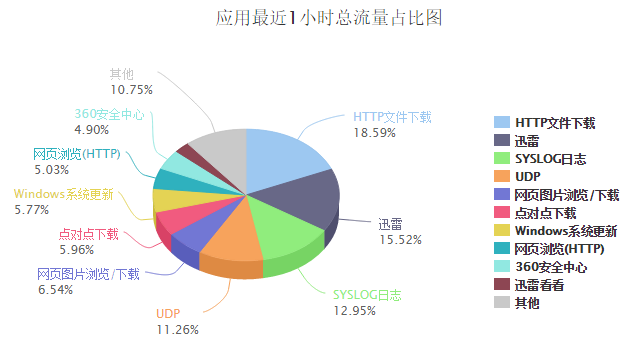 应用最近1小时总流量占比图
其他
10.75%
360安全中心
4.90%
网页浏览(HTTP)
5.03%
Windows系统更新
5.77%
点对点下载
5.96%
网页图片浏览/下载
6.54%
UDP
11.26%
SYSLOG日志
12.95%
迅雷
15.52%
HTTP文件下载
18.59%
HTTP文件下载
迅雷
SYSLOG日志
UDP
网页图片浏览/下载
点对点下载
Windows系统更新
网页浏览(HTTP)
360安全中心
迅雷看看
其他